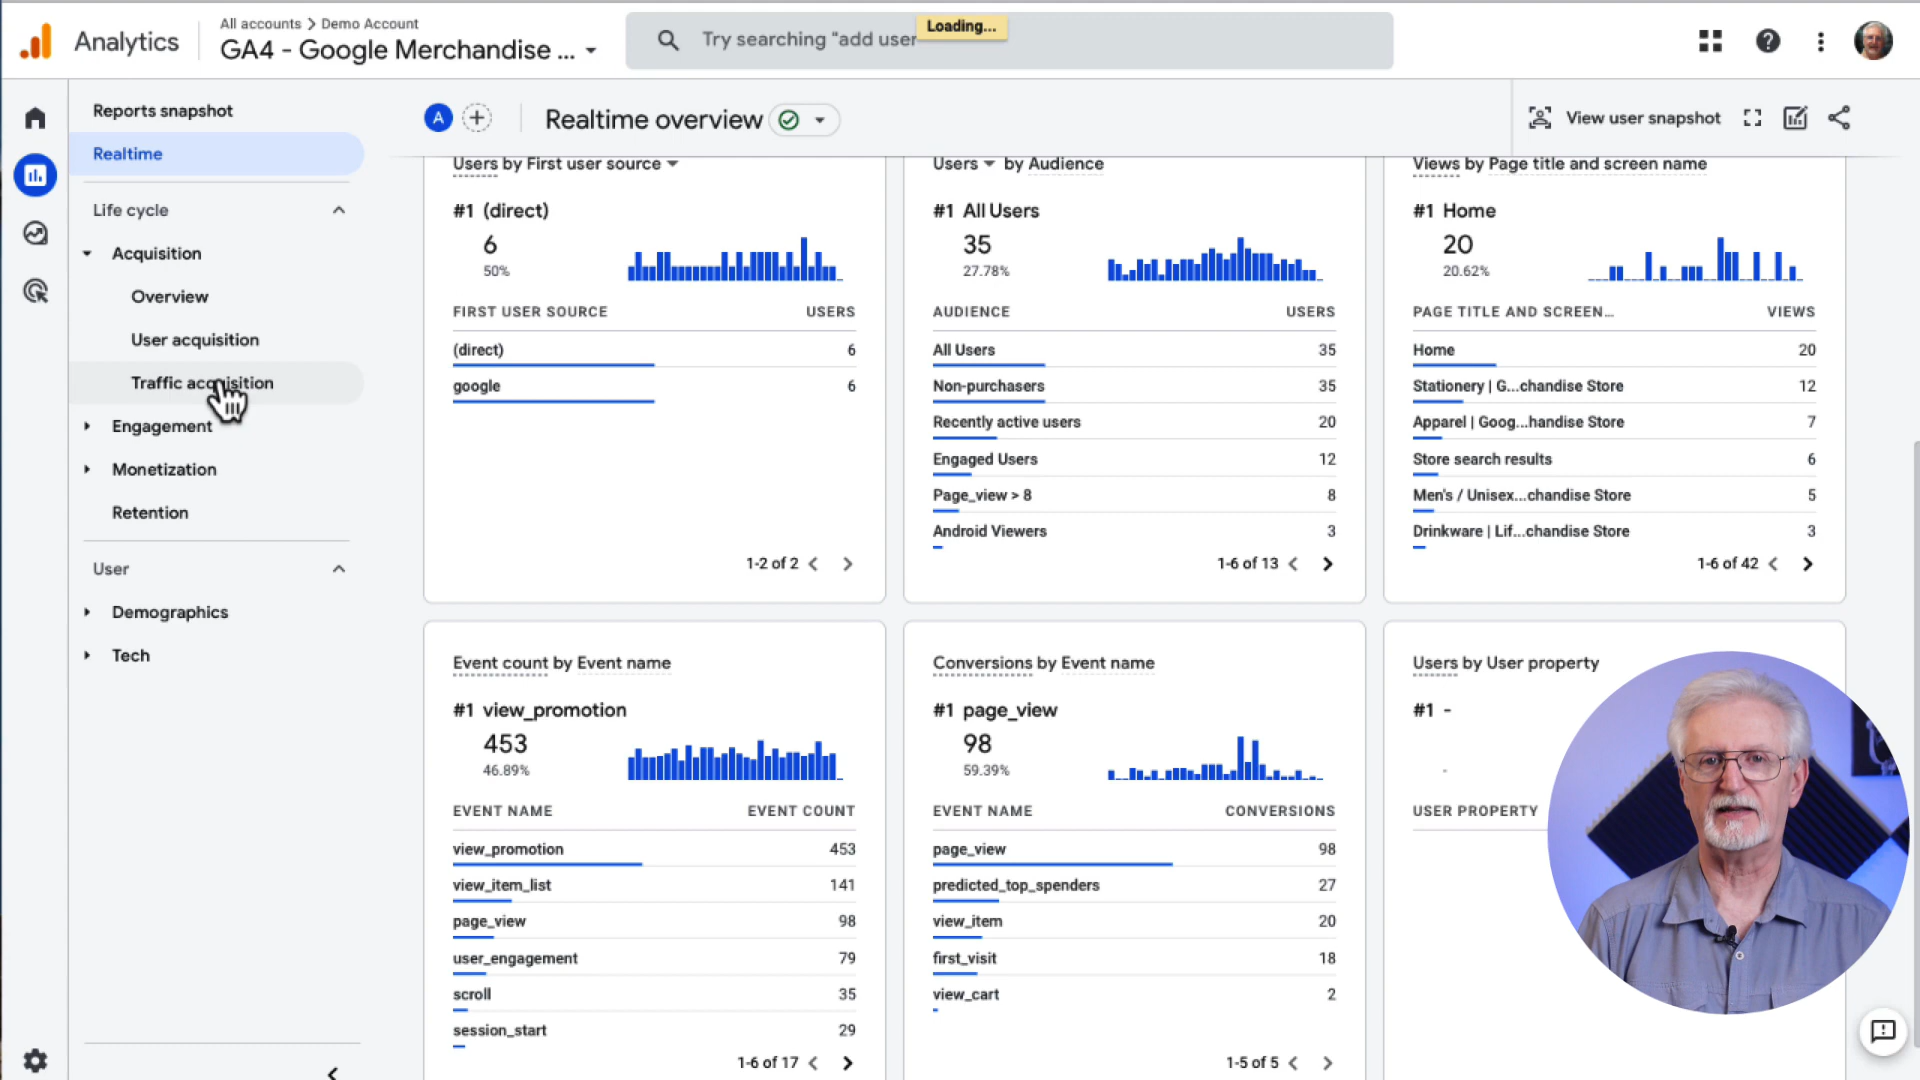 Analytics
All accounts > Demo Account
GA4 - Google Merchandise ...
Try searching "add user
Loading...
Reports snapshot
Realtime
Life cycle
Acquisition
Overview
User acquisition
Traffic acquisition
Engagement
Monetization
Retention
User
Demographics
Tech
A
Realtime overview
View user snapshot
Users by First user source
#1 (direct)
6
50%
FIRST USER SOURCE USERS
(direct) 6
google 6
1-2 of 2
Users by Audience
#1 All Users
35
27.78%
AUDIENCE USERS
All Users 35
Non-purchasers 35
Recently active users 20
Engaged Users 12
Page_view > 8 8
Android Viewers 3
1-6 of 13
Views by Page title and screen name
#1 Home
20
20.62%
PAGE TITLE AND SCREEN... VIEWS
Home 20
Stationery | G...chandise Store 12
Apparel | Goog...handise Store 7
Store search results 6
Men's / Unisex...chandise Store 5
Drinkware | Lif...chandise Store 3
1-6 of 42
Event count by Event name
#1 view_promotion
453
46.89%
EVENT NAME EVENT COUNT
view_promotion 453
view_item_list 141
page_view 98
user_engagement 79
scroll 35
session_start 29
1-6 of 17
Conversions by Event name
#1 page_view
98
59.39%
EVENT NAME CONVERSIONS
page_view 98
predicted_top_spenders 27
view_item 20
first_visit 18
view_cart 2
1-5 of 5
Users by User property
#1 -
-
USER PROPERTY